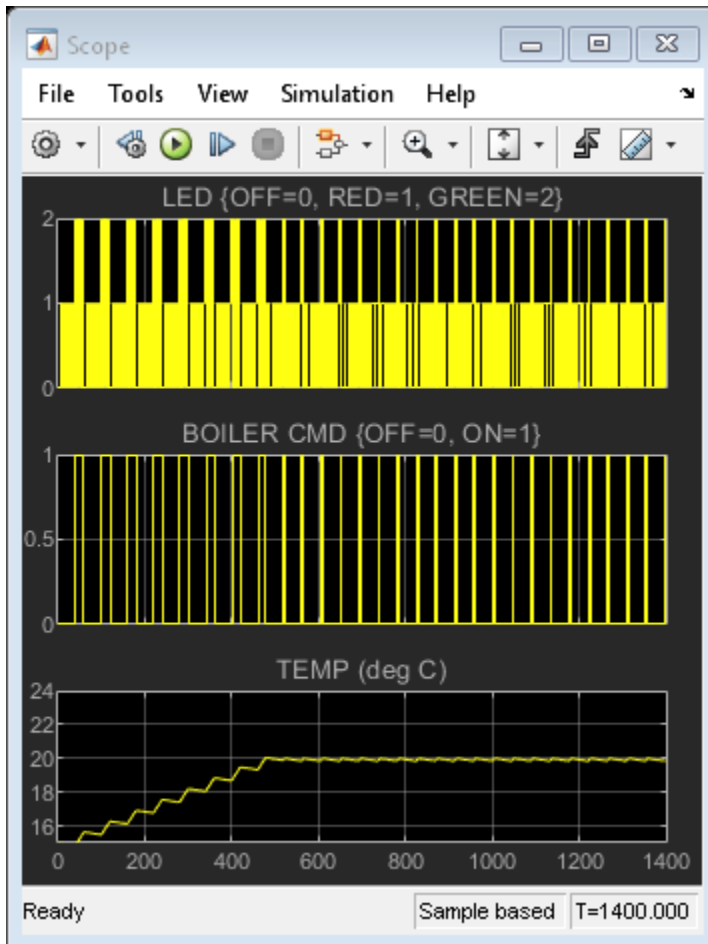 Scope
File Tools View Simulation Help
LED {OFF=0, RED=1, GREEN=2}
2
1
0
BOILER CMD {OFF=0, ON=1}
1
0.5
0
TEMP (deg C)
24
22
20
18
16
0 200 400 600 800 1000 1200 1400
Ready Sample based T=1400.000